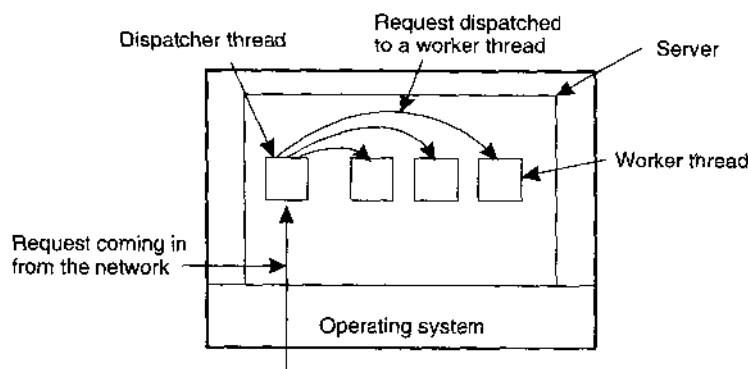 Request dispatched
to a worker thread
Dispatcher thread
Server
Worker thread
Request coming in
from the network
Operating system